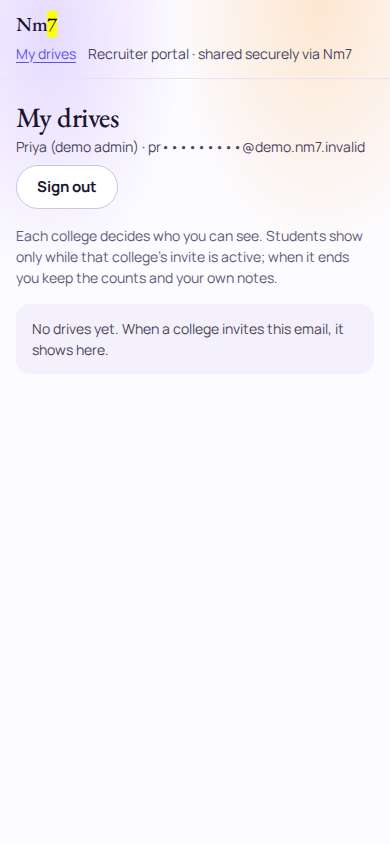 Nm7
My drives Recruiter portal · shared securely via Nm7
My drives
Priya (demo admin) · pr•••••••••@demo.nm7.invalid
Sign out
Each college decides who you can see. Students show
only while that college's invite is active; when it ends
you keep the counts and your own notes.
No drives yet. When a college invites this email, it
shows here.